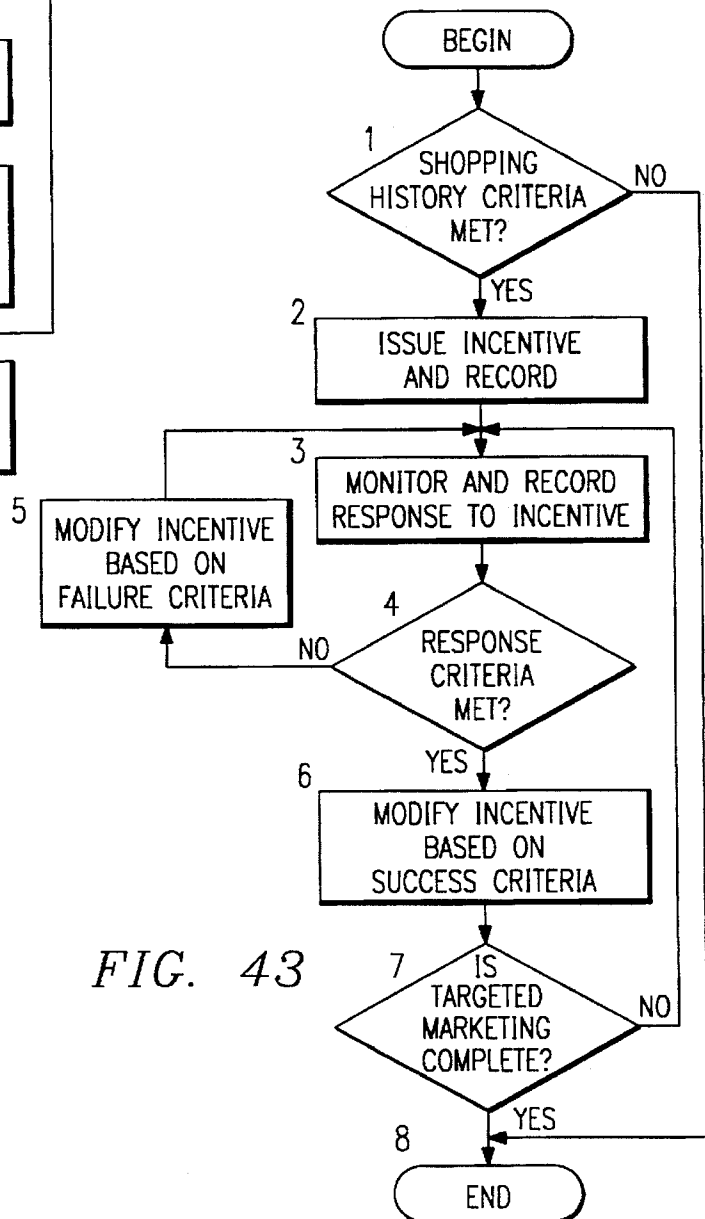 BEGIN
1
SHOPPING
HISTORY CRITERIA
MET?
NO
YES
2
ISSUE INCENTIVE
AND RECORD
3
MONITOR AND RECORD
RESPONSE TO INCENTIVE
5
MODIFY INCENTIVE
BASED ON
FAILURE CRITERIA
4
RESPONSE
CRITERIA
MET?
NO
YES
6
MODIFY INCENTIVE
BASED ON
SUCCESS CRITERIA
FIG. 43
7
IS
TARGETED
MARKETING
COMPLETE?
NO
YES
8
END